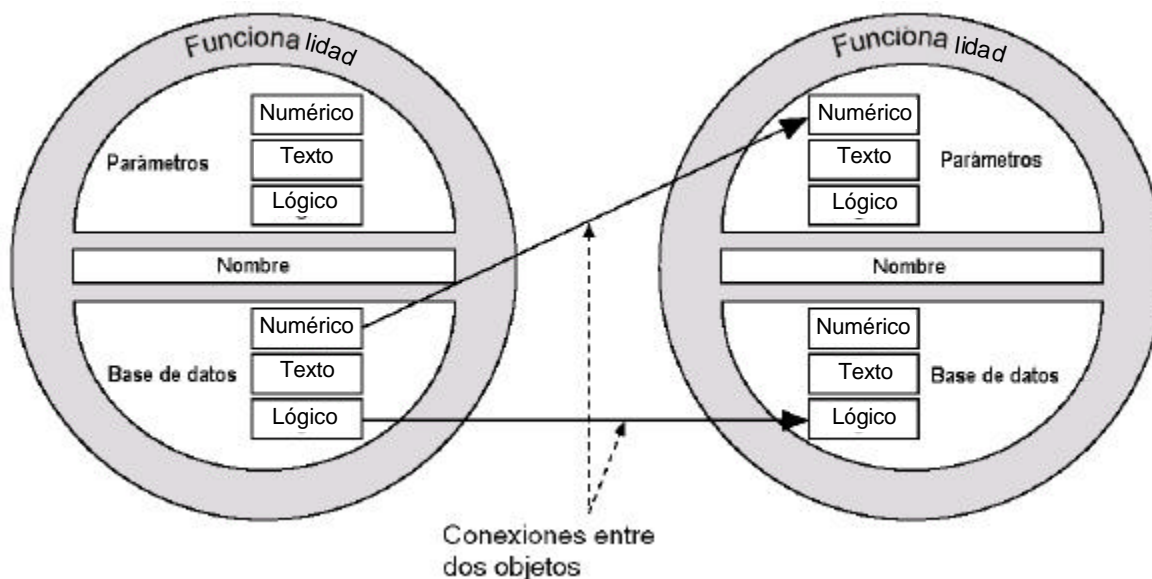 Funcionalidad
Numérico
Parámetros
Texto
Lógico
Nombre
Numérico
Base de datos
Texto
Lógico
Funcionalidad
Numérico
Texto
Parámetros
Lógico
Nombre
Numérico
Texto
Base de datos
Lógico
Conexiones entre
dos objetos